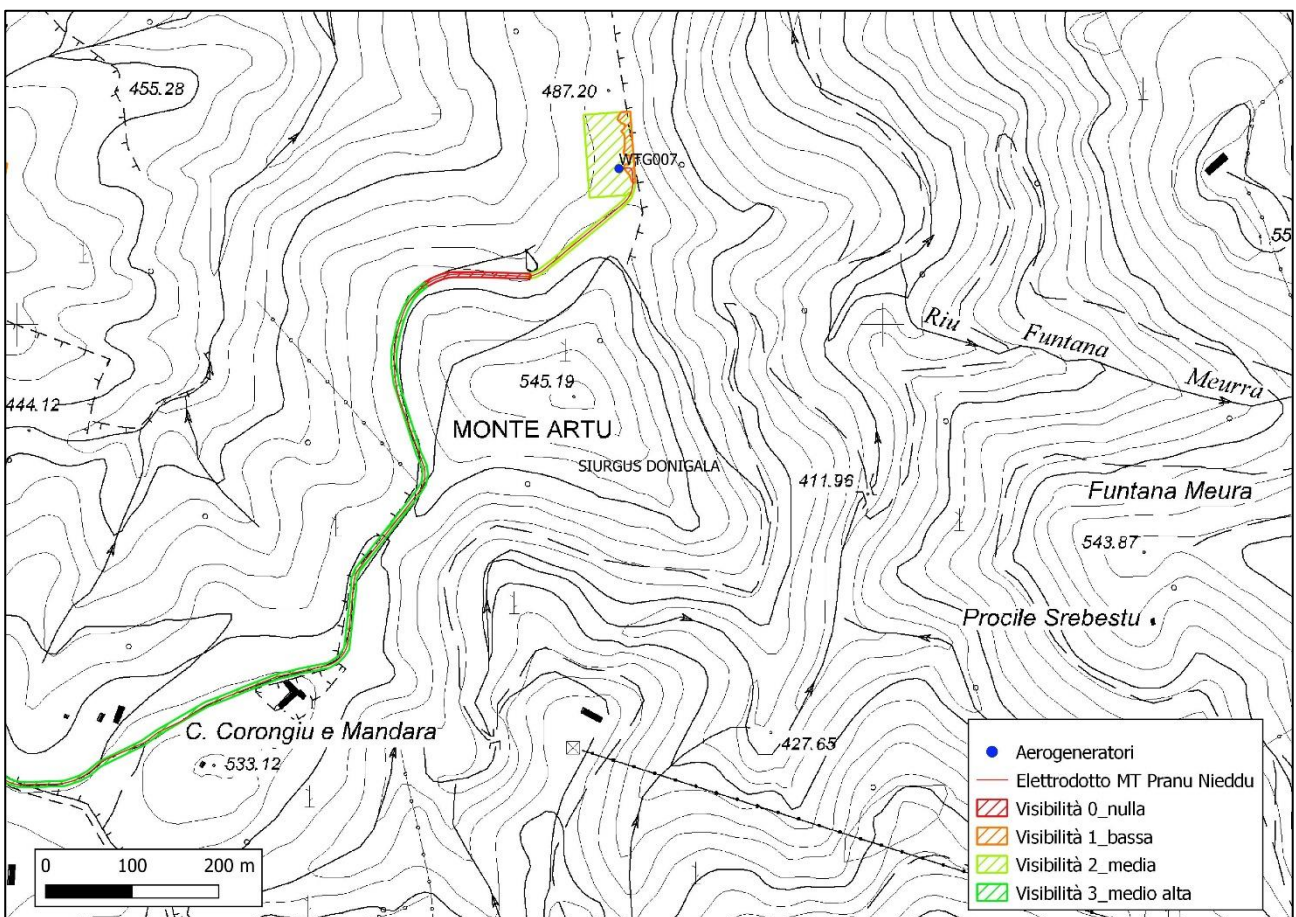 455.28
487.20
WTG007
55
Riu Funtana Meurra
444.12
545.19
MONTE ARTU
SIURGUS DONIGALA
411.96
Funtana Meura
543.87
Procile Srebestu
C. Corongiu e Mandara
533.12
427.65
Aerogeneratori
Elettrodotto MT Pranu Nieddu
Visibilità 0_nulla
Visibilità 1_bassa
Visibilità 2_media
Visibilità 3_medio alta
0 100 200 m